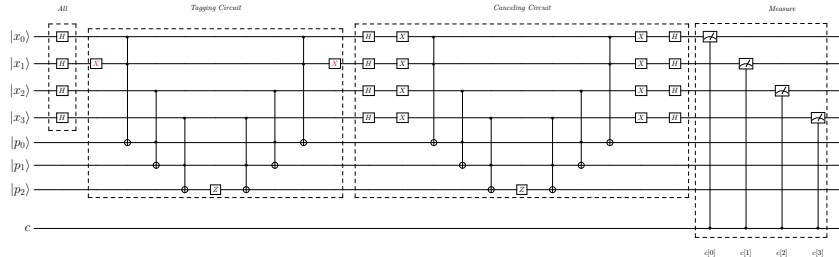 All Tagging Circuit Canceling Circuit Measure
|x₀⟩ H H X X H
|x₁⟩ H X X H X X H
|x₂⟩ H H X X H
|x₃⟩ H H X X H
|p₀⟩
|p₁⟩
|p₂⟩ Z Z
c
c[0] c[1] c[2] c[3]